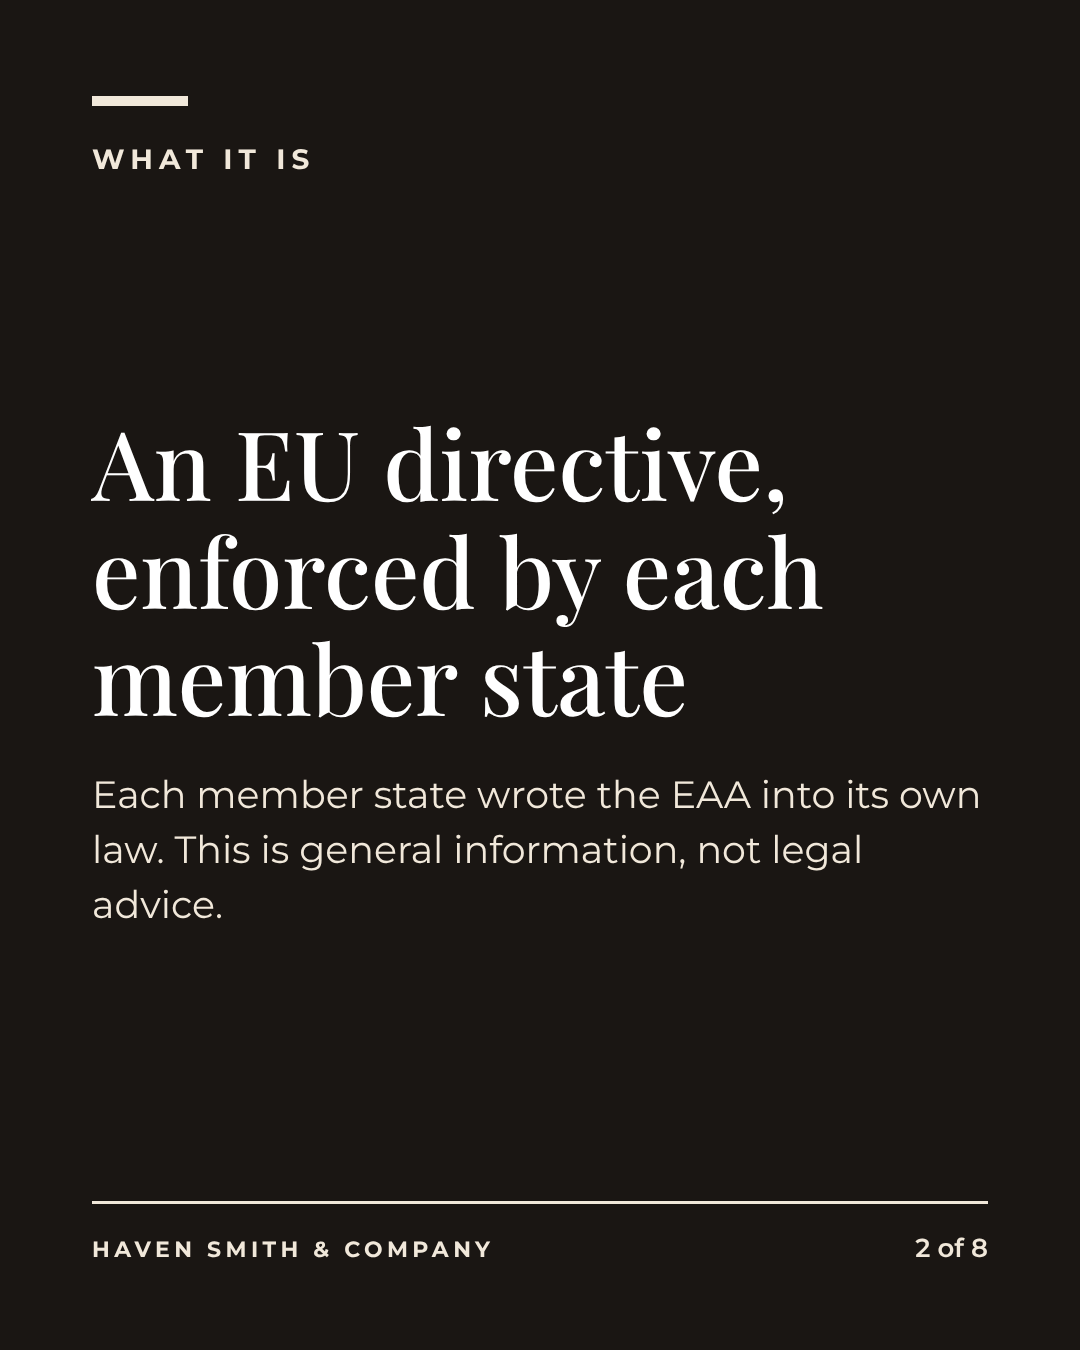 WHAT IT IS
An EU directive,
enforced by each
member state
Each member state wrote the EAA into its own
law. This is general information, not legal
advice.
HAVEN SMITH & COMPANY
2 of 8